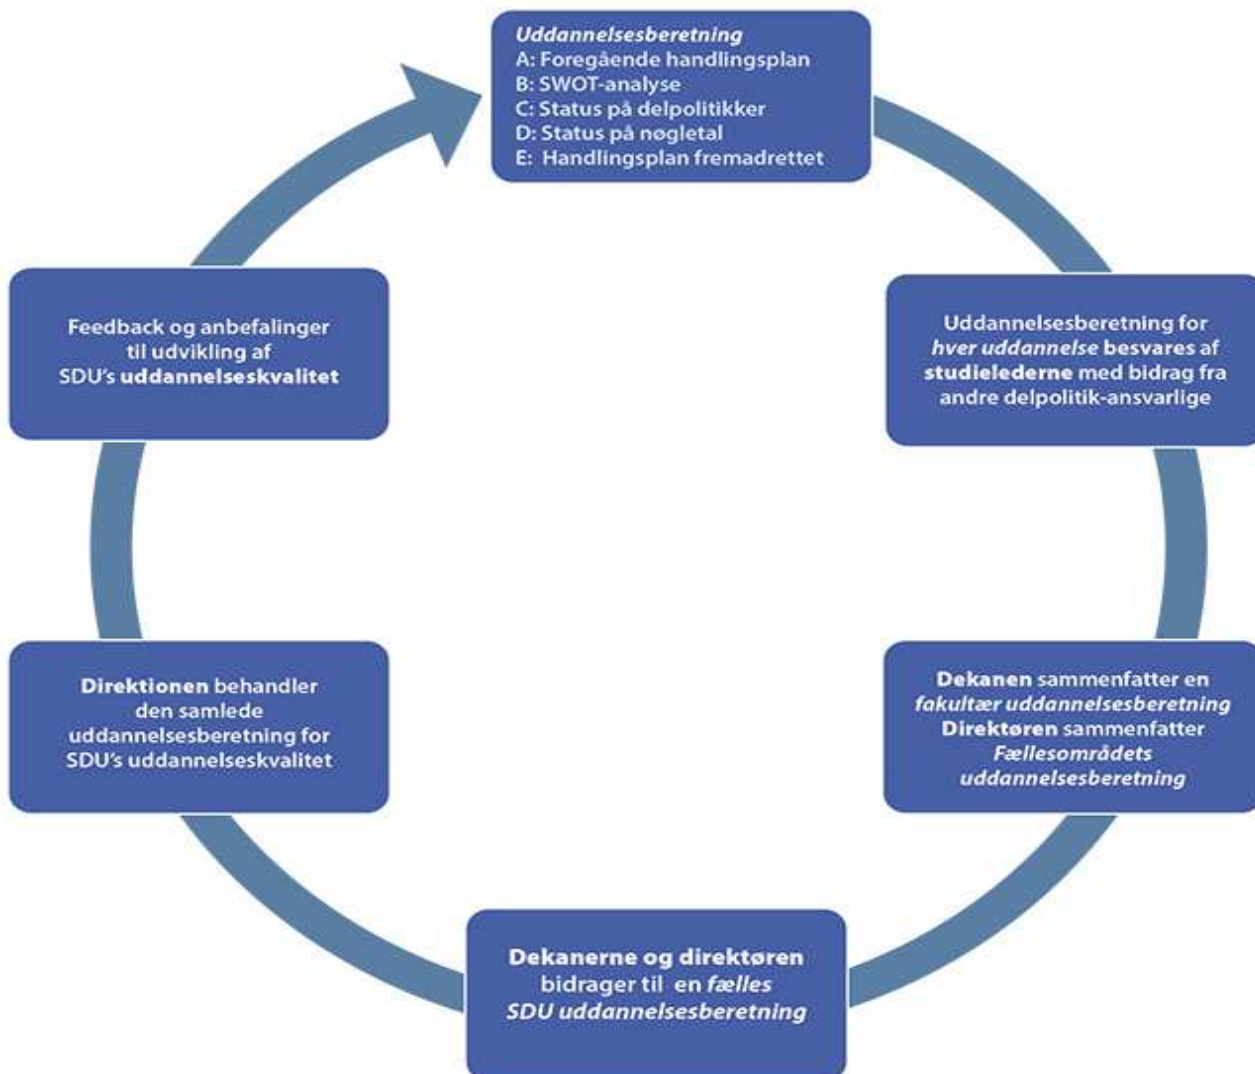 Uddannelsesberetning
A: Foregående handlingsplan
B: SWOT-analyse
C: Status på delpolitikker
D: Status på nøgletal
E: Handlingsplan fremadrettet
Uddannelsesberetning for
hver uddannelse besvares af
studielederne med bidrag fra
andre delpolitik-ansvarlige
Dekanen sammenfatter en
fakultær uddannelsesberetning
Direktøren sammenfatter
Fællesområdets
uddannelsesberetning
Dekanerne og direktøren
bidrager til en fælles
SDU uddannelsesberetning
Direktionen behandler
den samlede
uddannelsesberetning for
SDU's uddannelseskvalitet
Feedback og anbefalinger
til udvikling af
SDU's uddannelseskvalitet